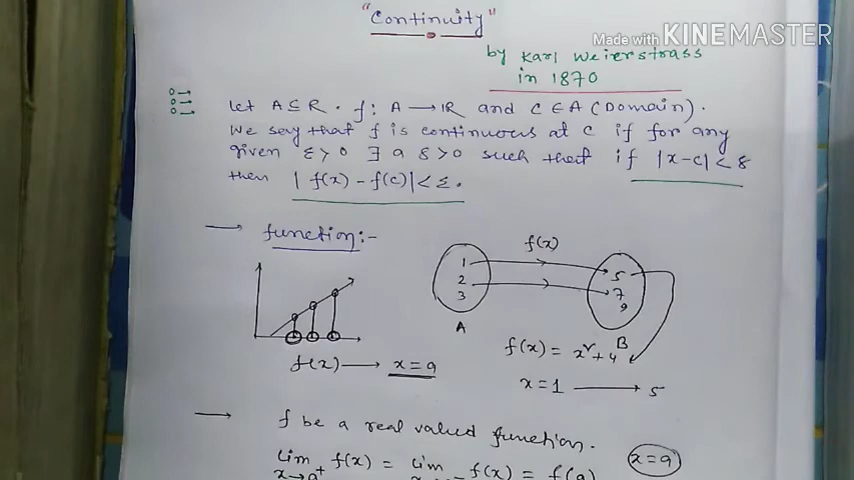 "Continuity"
Made with KINEMASTER
by Karl Weierstrass
in 1870
Let A ⊆ R. f: A → IR and C ∈ A (Domain).
We say that f is continuous at c if for any
given ε > 0 ∃ a δ > 0 such that if |x-c| < δ
then | f(x) - f(c)| < ε.
→ function:-
f(x)
1
2
3
A
5
7
9
B
f(x) → x = a
f(x) = x² + 4
x = 1 → 5
→ f be a real valued function.
lim x→a⁺ f(x) = lim f(x) = f(a)
x = a